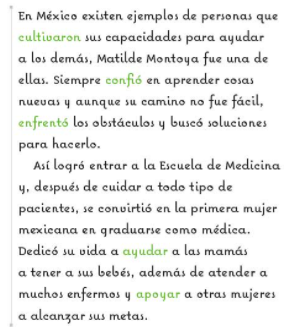 En México existen ejemplos de personas que
cultivaron sus capacidades para ayudar
a los demás, Matilde Montoya fue una de
ellas. Siempre confió en aprender cosas
nuevas y aunque su camino no fue fácil,
enfrentó los obstáculos y buscó soluciones
para hacerlo.
Así logró entrar a la Escuela de Medicina
y, después de cuidar a todo tipo de
pacientes, se convirtió en la primera mujer
mexicana en graduarse como médica.
Dedicó su vida a ayudar a las mamás
a tener a sus bebés, además de atender a
muchos enfermos y apoyar a otras mujeres
a alcanzar sus metas.